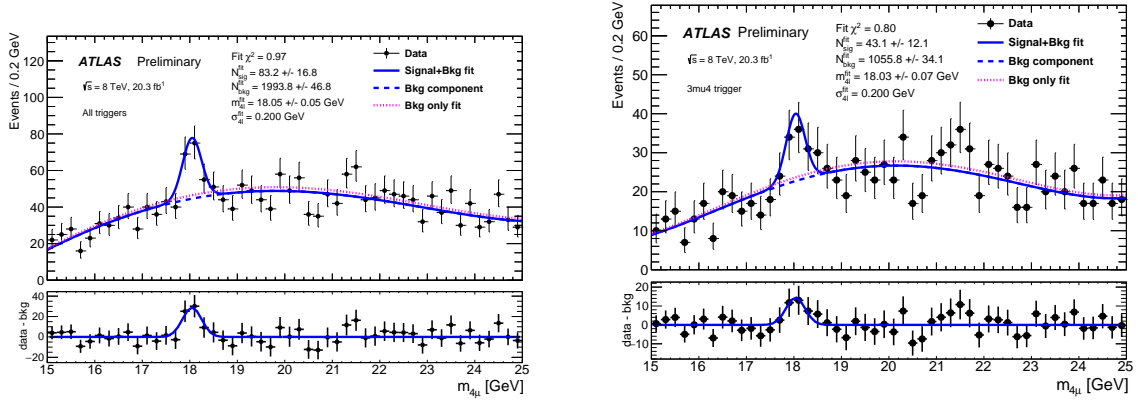 ATLAS Preliminary
√s = 8 TeV, 20.3 fb⁻¹
All triggers
Fit χ² = 0.97
N^fit_sig = 83.2 +/- 16.8
N^fit_bkg = 1993.8 +/- 46.8
m^fit_4l = 18.05 +/- 0.05 GeV
σ^fit_4l = 0.200 GeV
Data
Signal+Bkg fit
Bkg component
Bkg only fit
Events / 0.2 GeV
120
100
80
60
40
20
0
data - bkg
40
20
0
−20
15 16 17 18 19 20 21 22 23 24 25
m4μ [GeV]
ATLAS Preliminary
√s = 8 TeV, 20.3 fb¹
3mu4 trigger
Fit χ² = 0.80
N^fit_sig = 43.1 +/- 12.1
N^fit_bkg = 1055.8 +/- 34.1
m^fit_4l = 18.03 +/- 0.07 GeV
σ^fit_4l = 0.200 GeV
Data
Signal+Bkg fit
Bkg component
Bkg only fit
Events / 0.2 GeV
60
50
40
30
20
10
0
data - bkg
20
10
0
−10
15 16 17 18 19 20 21 22 23 24 25
m4μ [GeV]